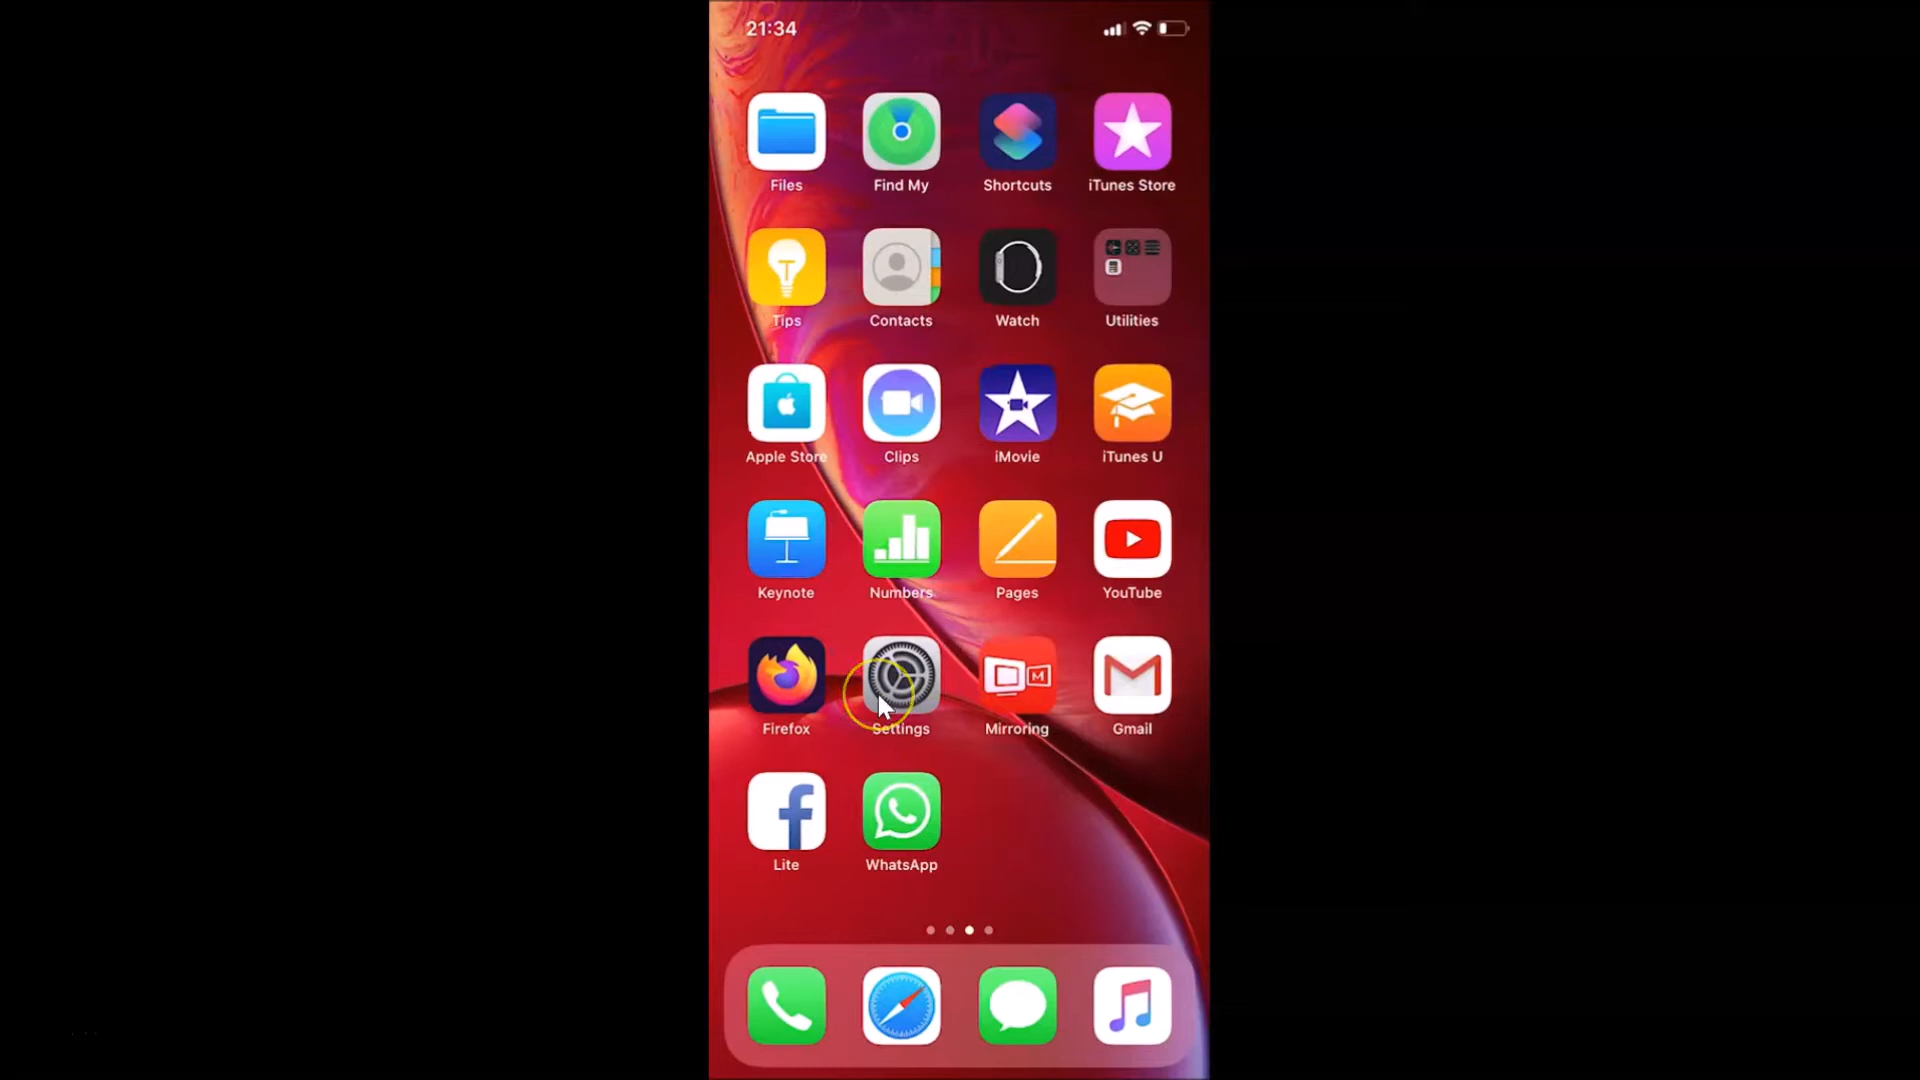 21:34
Files Find My Shortcuts iTunes Store
Tips Contacts Watch Utilities
Apple Store Clips iMovie iTunes U
Keynote Numbers Pages YouTube
M
Firefox Settings Mirroring Gmail
Lite WhatsApp